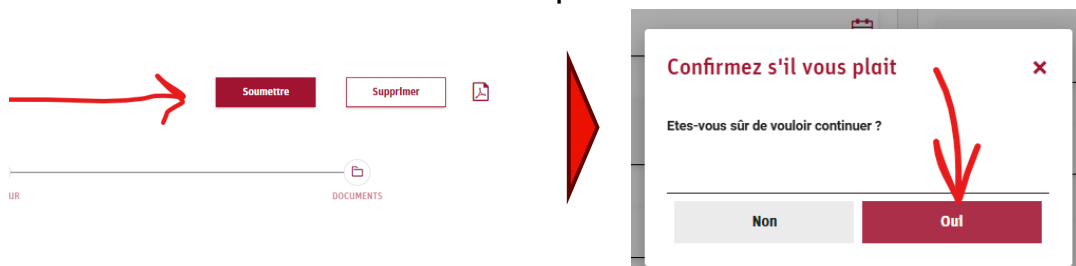 Soumettre
Supprimer
UR
DOCUMENTS
Confirmez s'il vous plait
Etes-vous sûr de vouloir continuer ?
Non
Oui